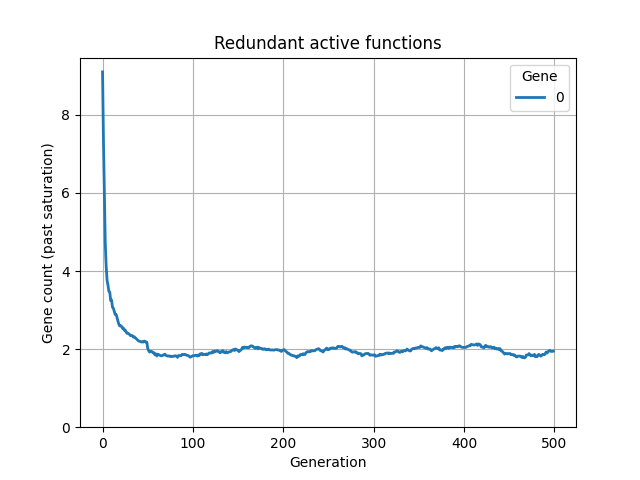 Redundant active functions
Gene
0
Gene count (past saturation)
8
6
4
2
0
0 100 200 300 400 500
Generation